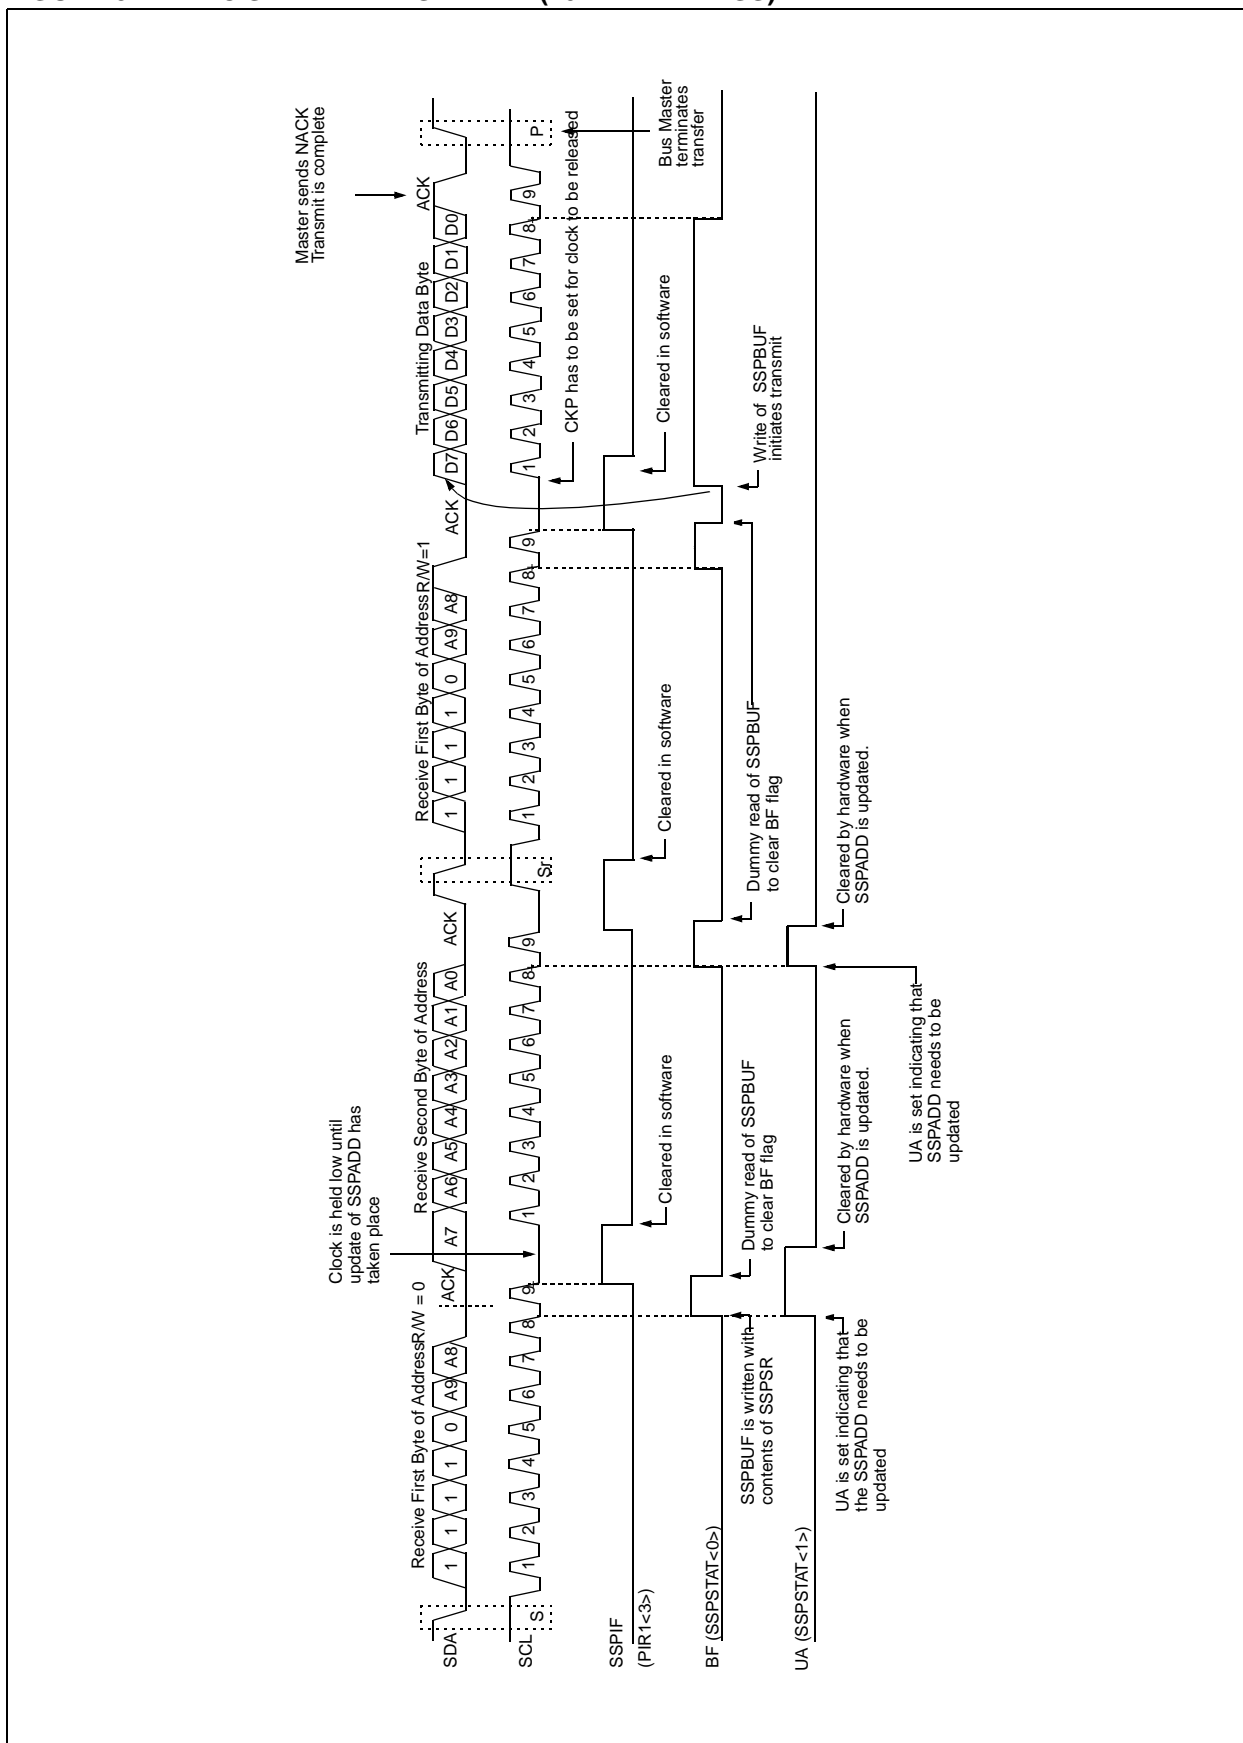 Master sends NACK
Transmit is complete
Clock is held low until
update of SSPADD has
taken place
Receive First Byte of AddressR/W = 0
ACK
Receive Second Byte of Address
ACK
Receive First Byte of AddressR/W=1
ACK
Transmitting Data Byte
ACK
SDA
1 1 1 1 0 A9 A8
A7 A6 A5 A4 A3 A2 A1 A0
1 1 1 1 0 A9 A8
D7 D6 D5 D4 D3 D2 D1 D0
SCL
S
1 2 3 4 5 6 7 8 9
1 2 3 4 5 6 7 8 9
Sr
1 2 3 4 5 6 7 8 9
1 2 3 4 5 6 7 8 9
P
CKP has to be set for clock to be released
Bus Master
terminates
transfer
SSPIF
(PIR1<3>)
Cleared in software
Cleared in software
Cleared in software
BF (SSPSTAT<0>)
SSPBUF is written with
contents of SSPSR
Dummy read of SSPBUF
to clear BF flag
Dummy read of SSPBUF
to clear BF flag
Write of SSPBUF
initiates transmit
UA (SSPSTAT<1>)
UA is set indicating that
the SSPADD needs to be
updated
Cleared by hardware when
SSPADD is updated.
UA is set indicating that
SSPADD needs to be
updated
Cleared by hardware when
SSPADD is updated.